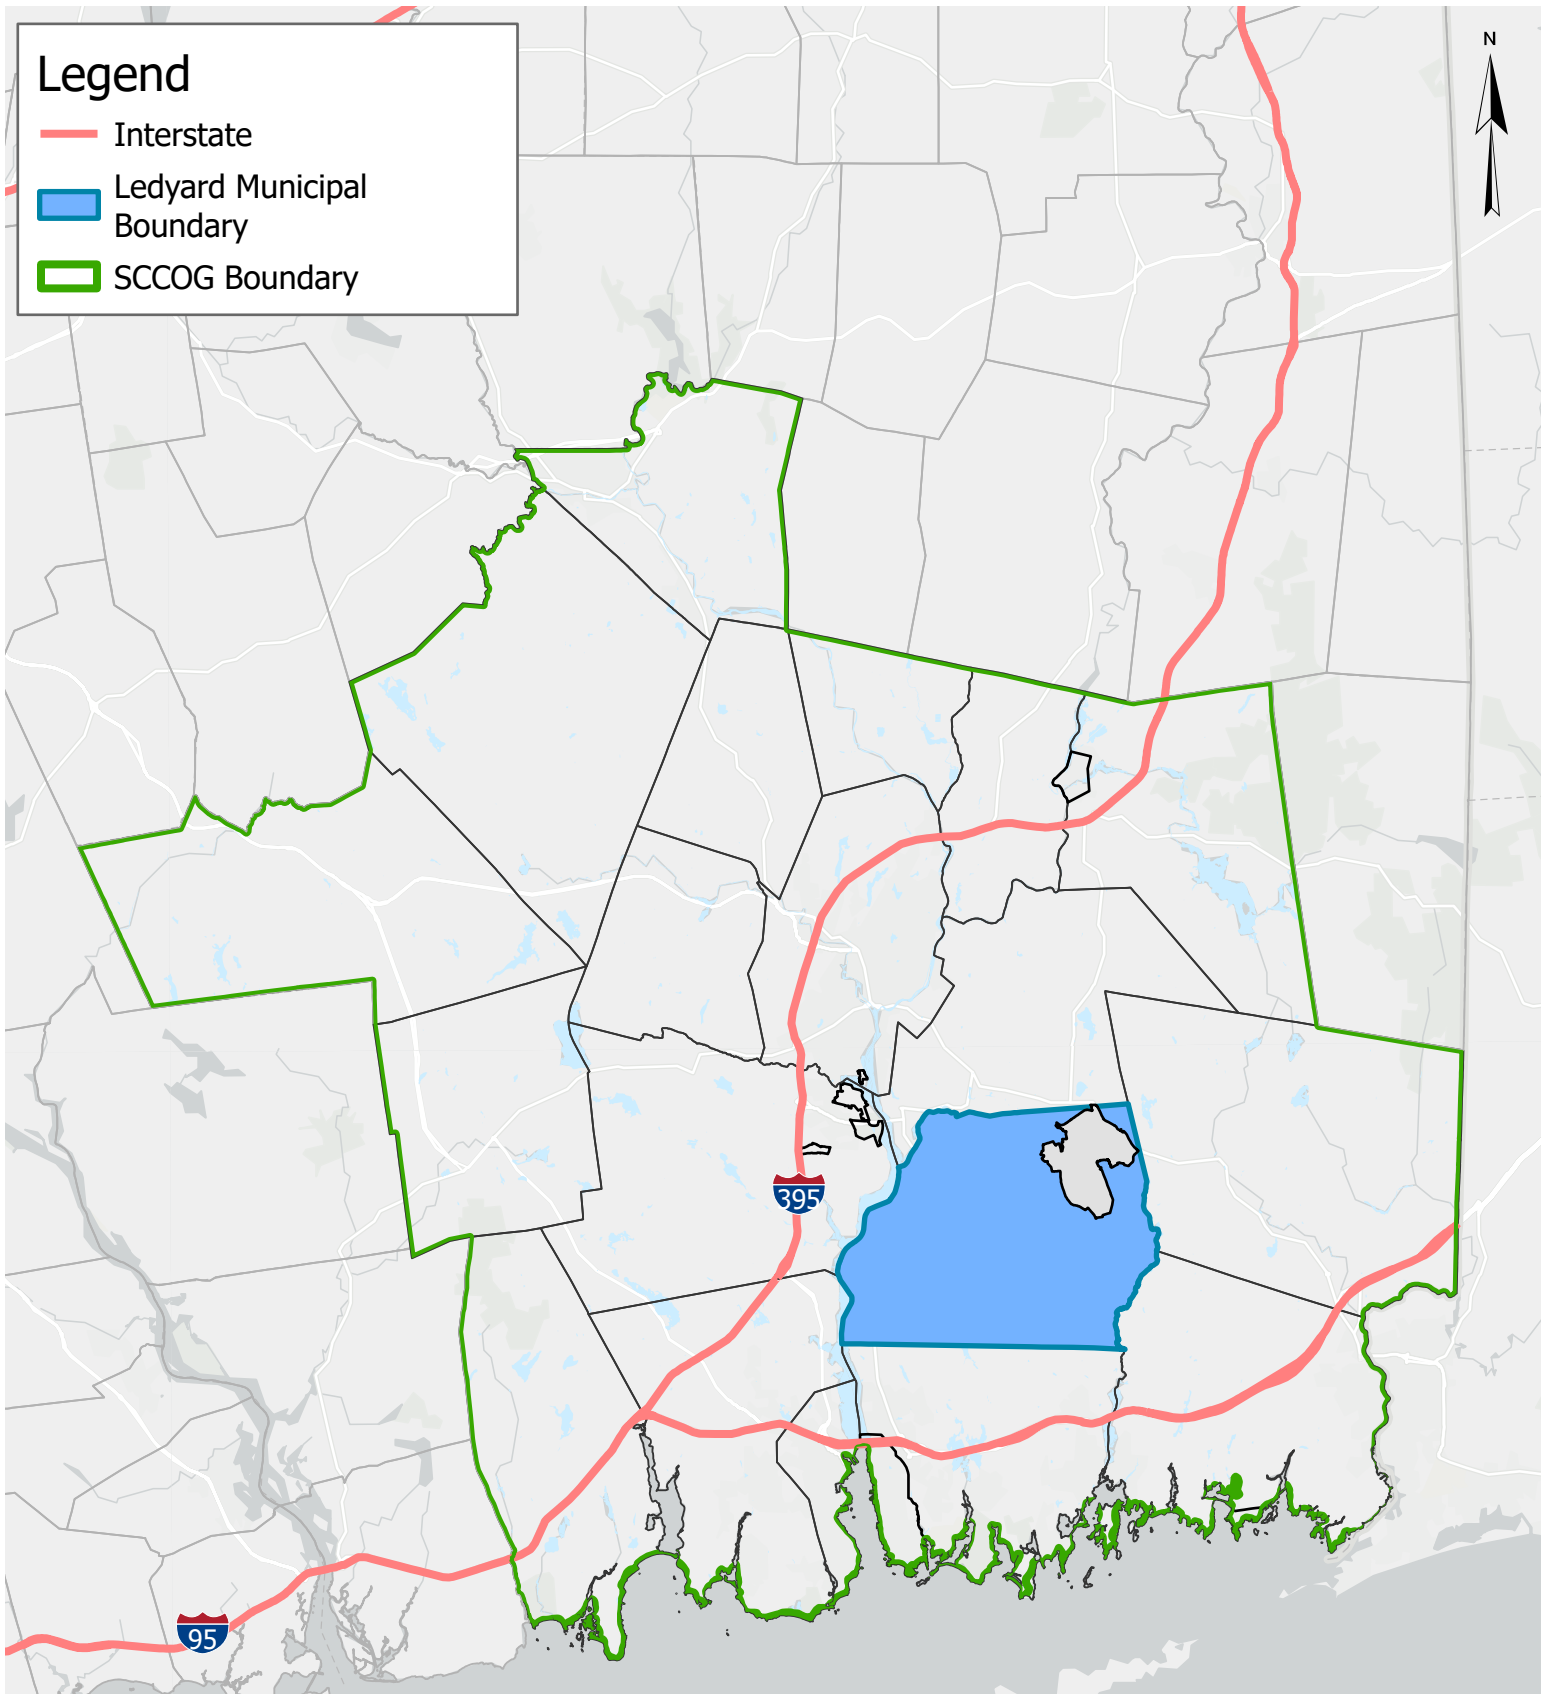 Legend
Interstate
Ledyard Municipal
Boundary
SCCOG Boundary
N
395
95